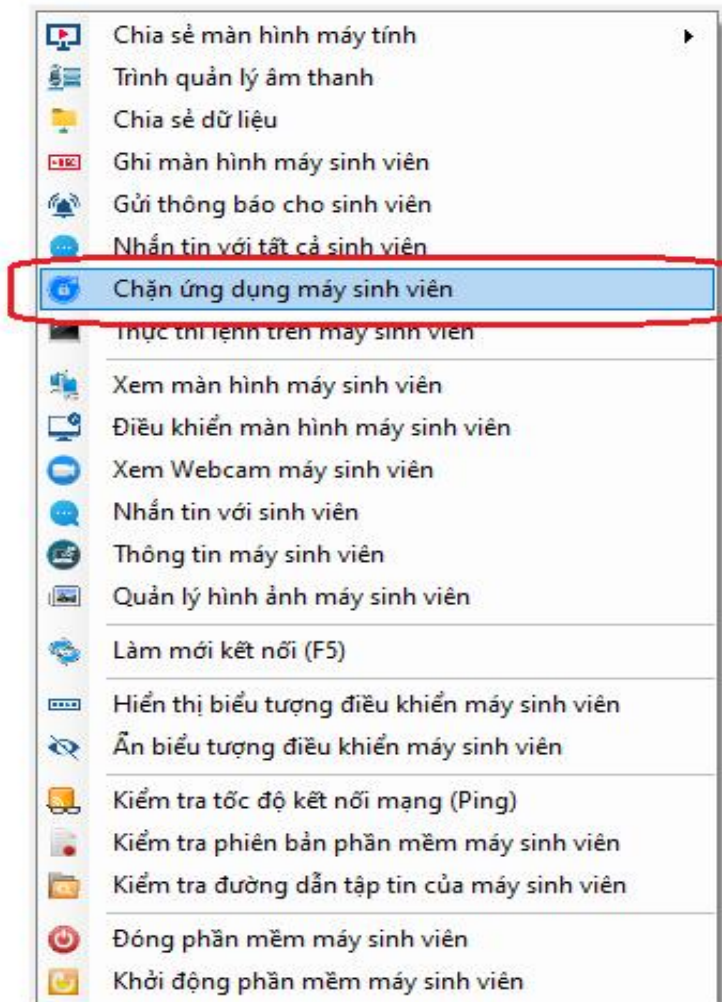 Chia sẻ màn hình máy tính
Trình quản lý âm thanh
Chia sẻ dữ liệu
Ghi màn hình máy sinh viên
Gửi thông báo cho sinh viên
Nhắn tin với tất cả sinh viên
Chặn ứng dụng máy sinh viên
Thực thi lệnh trên máy sinh viên
Xem màn hình máy sinh viên
Điều khiển màn hình máy sinh viên
Xem Webcam máy sinh viên
Nhắn tin với sinh viên
Thông tin máy sinh viên
Quản lý hình ảnh máy sinh viên
Làm mới kết nối (F5)
Hiển thị biểu tượng điều khiển máy sinh viên
Ẩn biểu tượng điều khiển máy sinh viên
Kiểm tra tốc độ kết nối mạng (Ping)
Kiểm tra phiên bản phần mềm máy sinh viên
Kiểm tra đường dẫn tập tin của máy sinh viên
Đóng phần mềm máy sinh viên
Khởi động phần mềm máy sinh viên